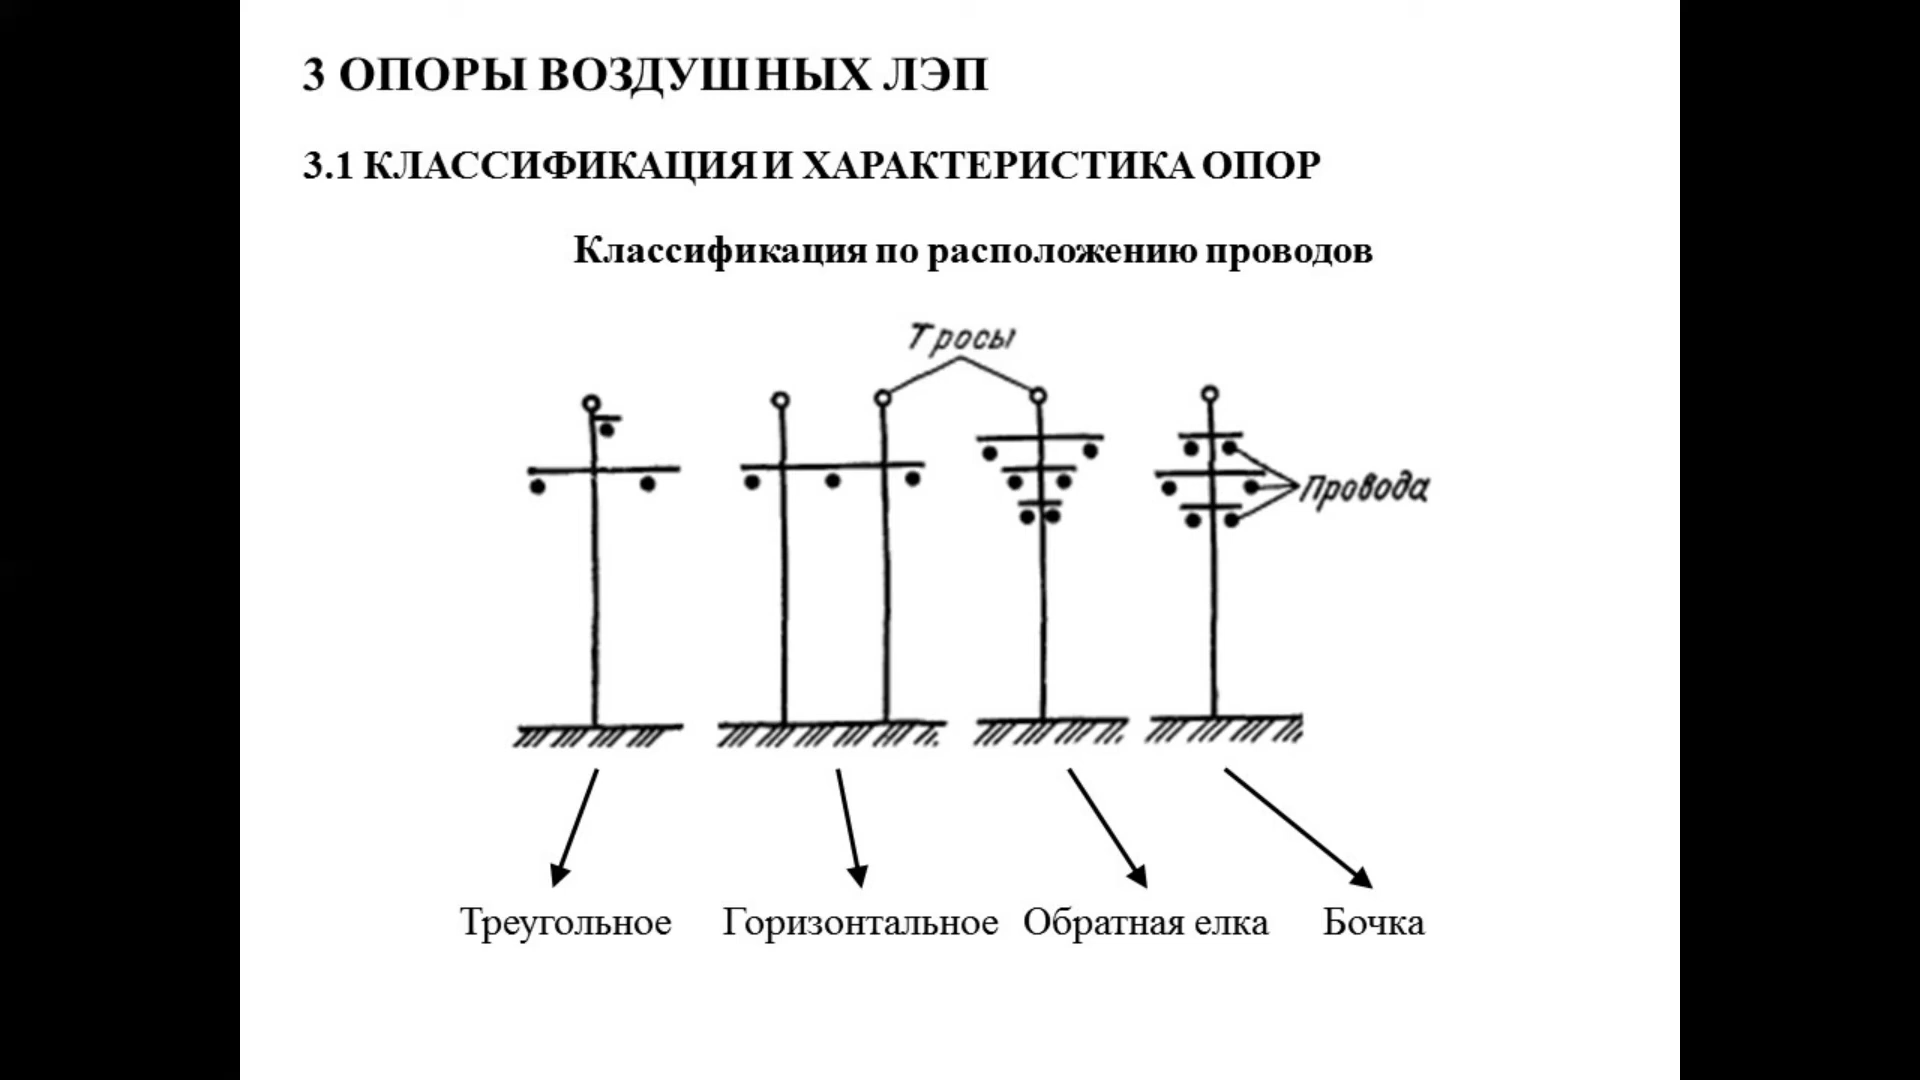 3 ОПОРЫ ВОЗДУШНЫХ ЛЭП
3.1 КЛАССИФИКАЦИЯ И ХАРАКТЕРИСТИКА ОПОР
Классификация по расположению проводов
Тросы
Провода
Треугольное Горизонтальное Обратная елка Бочка